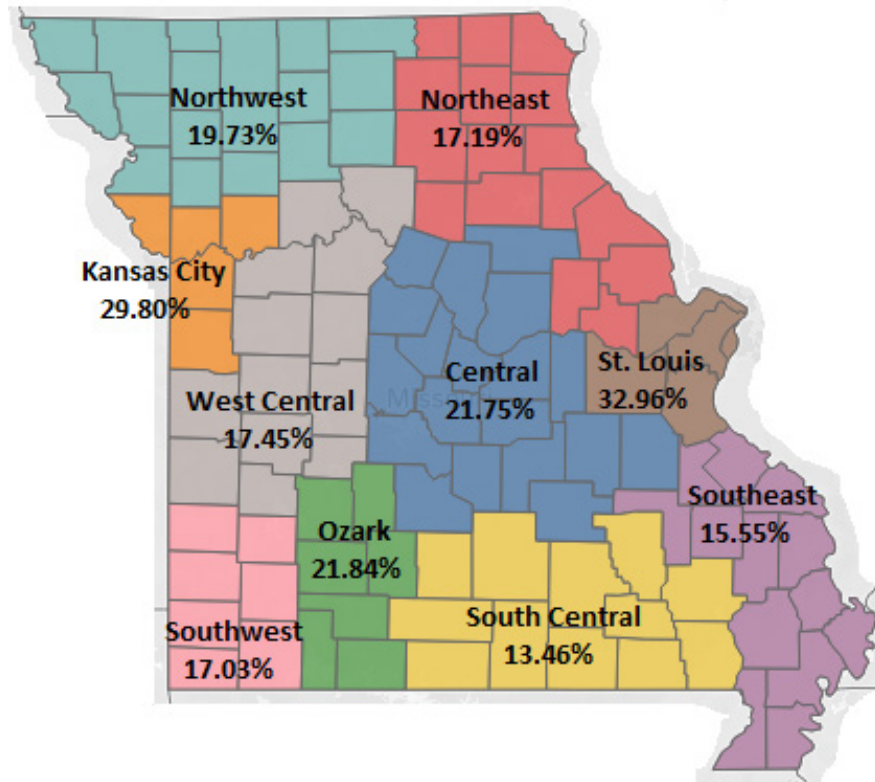 Northwest
19.73%
Northeast
17.19%
Kansas City
29.80%
St. Louis
32.96%
Central
21.75%
West Central
17.45%
Southeast
15.55%
Ozark
21.84%
South Central
13.46%
Southwest
17.03%